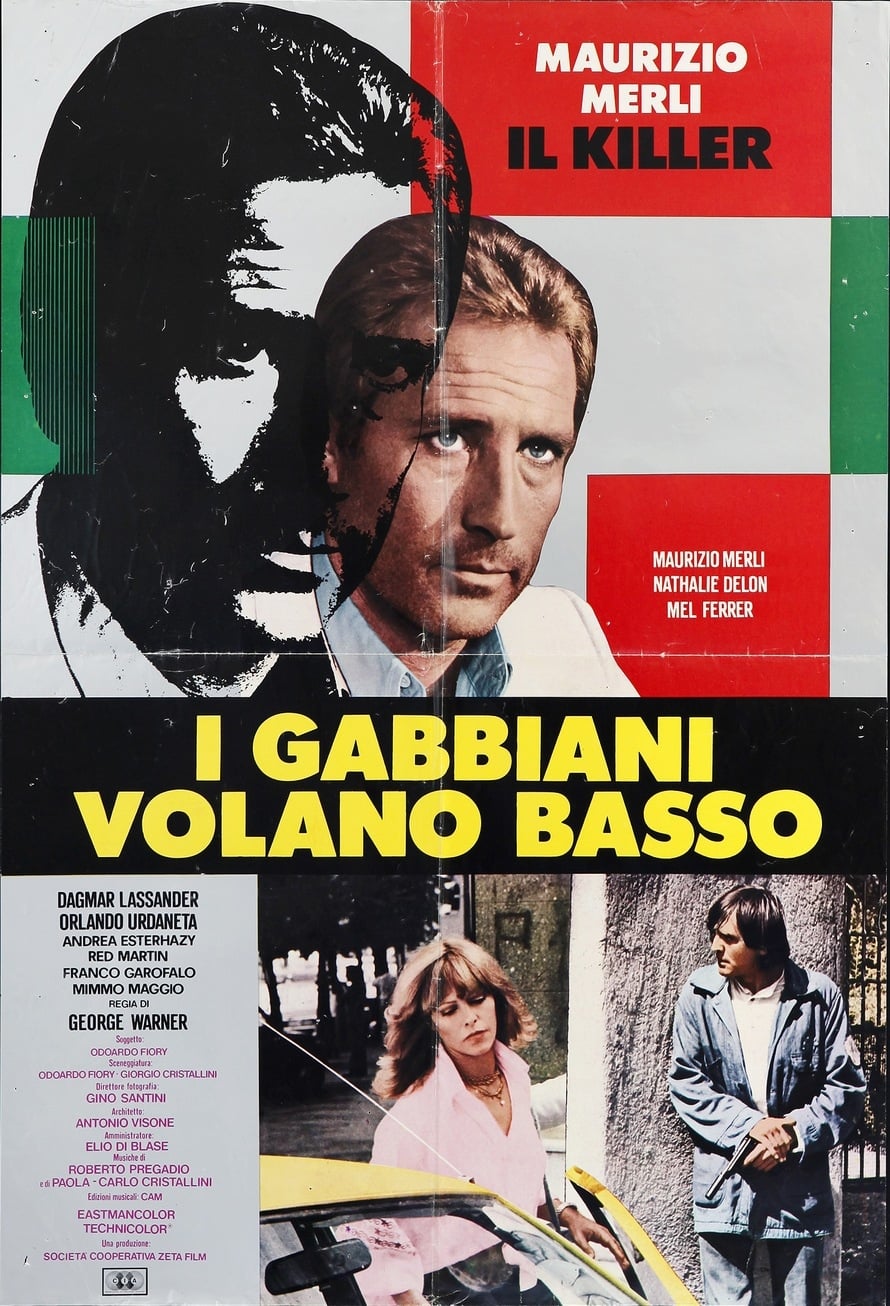 MAURIZIO
MERLI
IL KILLER
MAURIZIO MERLI
NATHALIE DELON
MEL FERRER
I GABBIANI
VOLANO BASSO
DAGMAR LASSANDER
ORLANDO URDANETA
ANDREA ESTERHAZY
RED MARTIN
FRANCO GAROFALO
MIMMO MAGGIO
REGIA DI
GEORGE WARNER
Soggetto:
ODOARDO FIORY
Sceneggiatura:
ODOARDO FIORY - GIORGIO CRISTALLINI
Direttore fotografia:
GINO SANTINI
Architetto:
ANTONIO VISONE
Amministratore:
ELIO DI BLASE
Musiche di
ROBERTO PREGADIO
e di PAOLA - CARLO CRISTALLINI
Edizioni musicali: CAM
EASTMANCOLOR
TECHNICOLOR®
Una produzione:
SOCIETÀ COOPERATIVA ZETA FILM